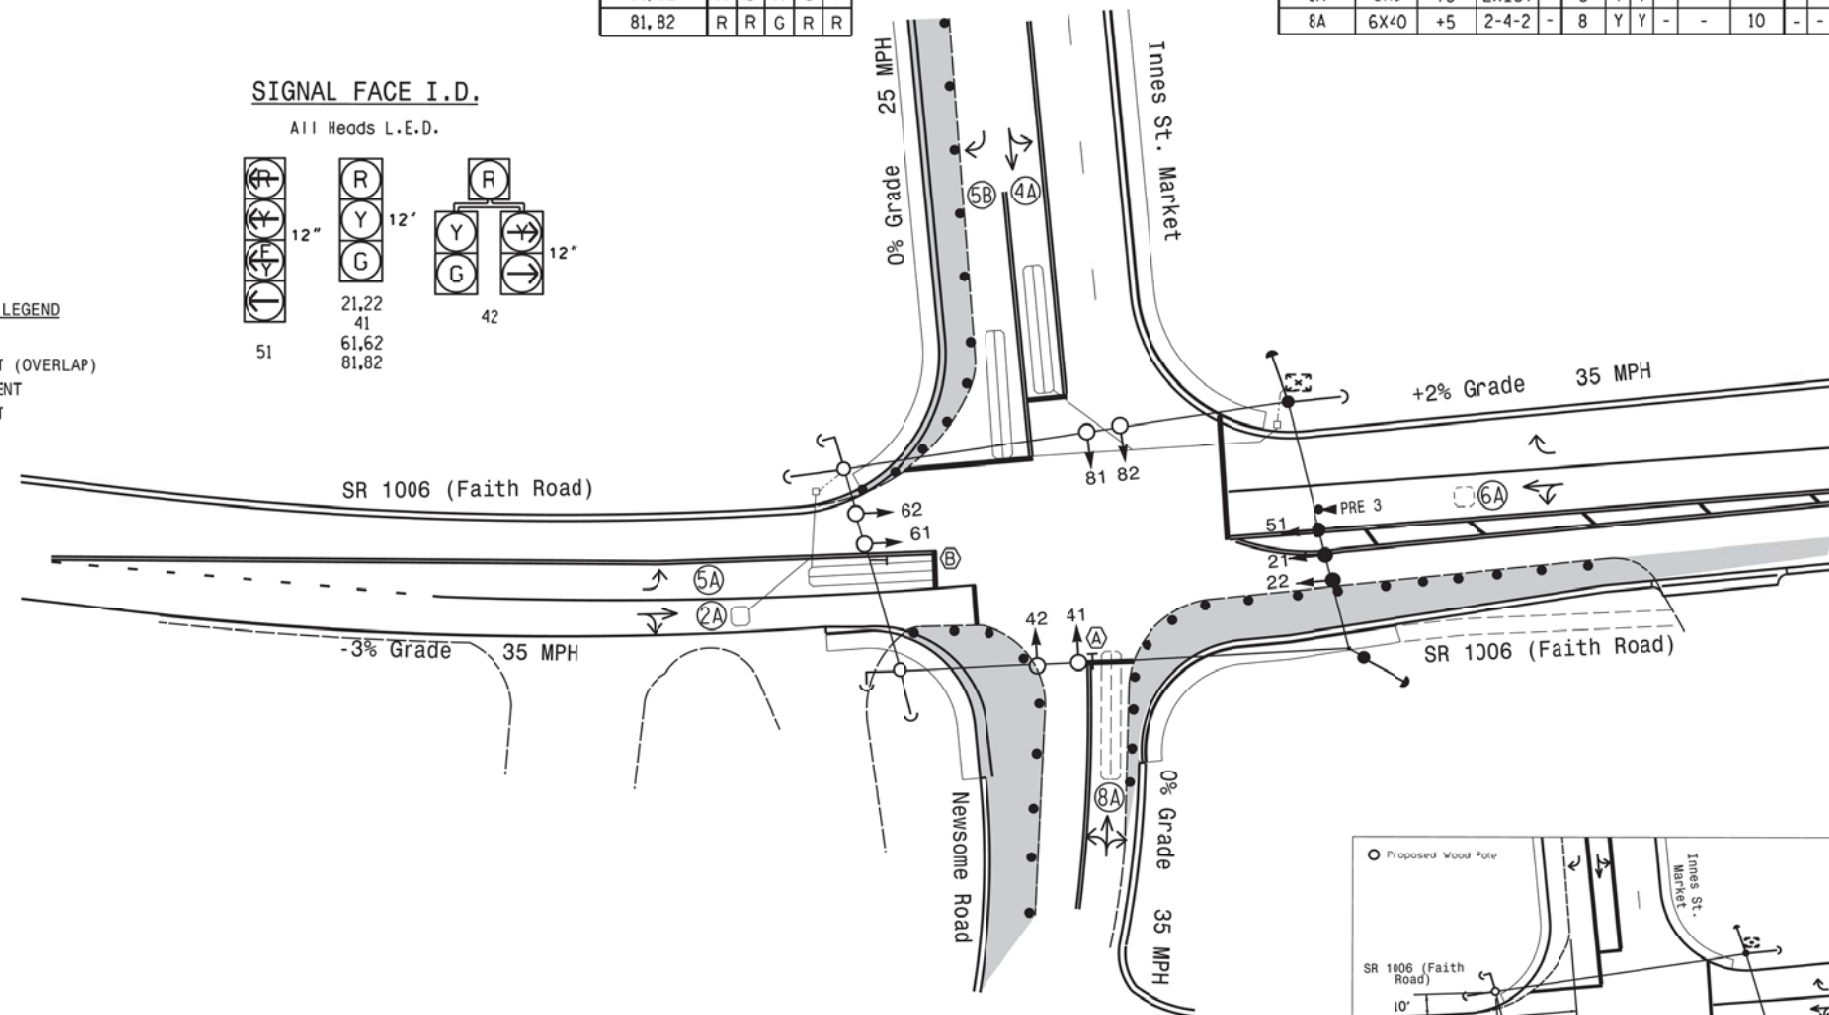 81,82 R R G R R
8A 6X40 +5 2-4-2 - 8 Y Y - - 10 - -
SIGNAL FACE I.D.
All Heads L.E.D.
R
Y
F
Y
12"
51
R
Y
G
12'
21,22
41
61,62
81,82
R
Y Y
G
12"
42
LEGEND
(OVERLAP)
25 MPH
0% Grade
Innes St. Market
5B 4A
+2% Grade 35 MPH
SR 1006 (Faith Road)
81 82
62
61
6A
PRE 3
51
21
22
B
5A
2A
-3% Grade 35 MPH
42 41
A
SR 1006 (Faith Road)
8A
Newsome Road
0% Grade 35 MPH
Proposed Wood Pole
Innes St.
Market
SR 1006 (Faith
Road)